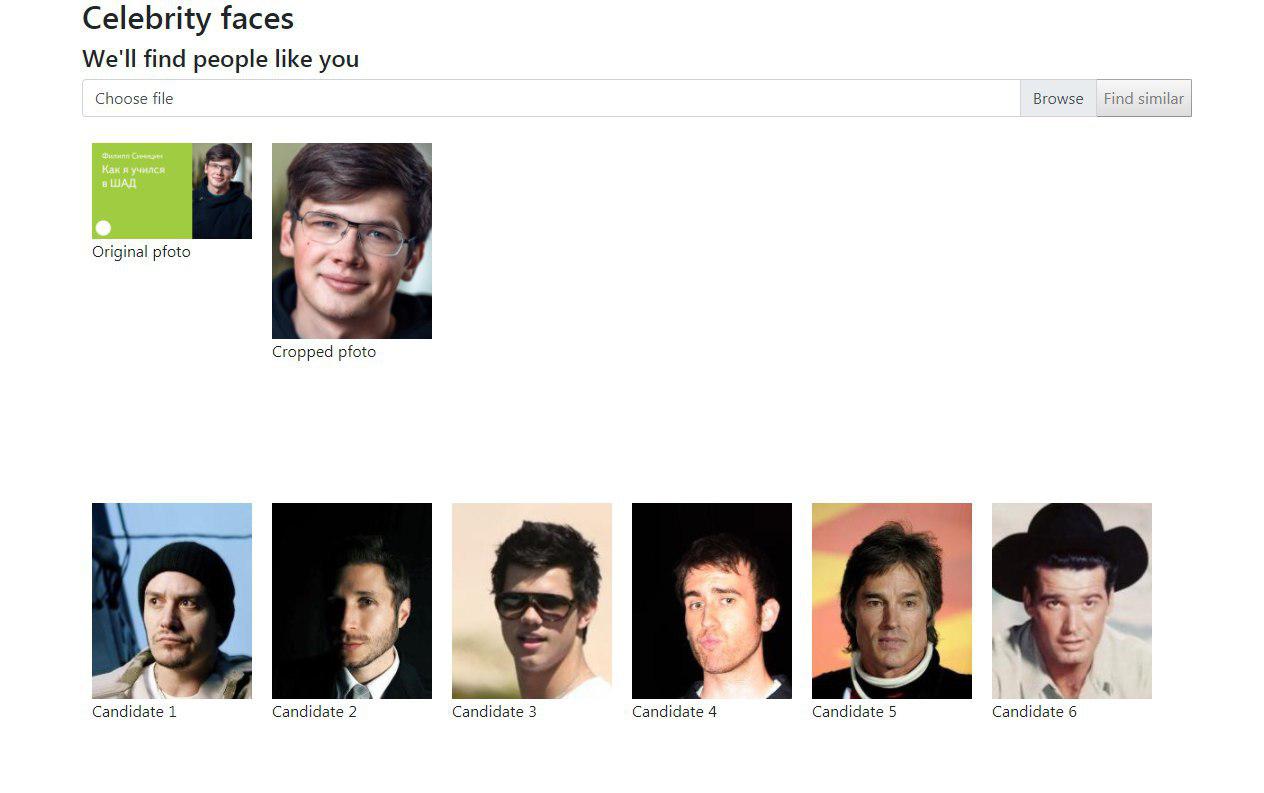 Celebrity faces
We'll find people like you
Choose file
Browse
Find similar
Филипп Синицин
Как я учился
в ШАД
Original pfoto
Cropped pfoto
Candidate 1
Candidate 2
Candidate 3
Candidate 4
Candidate 5
Candidate 6